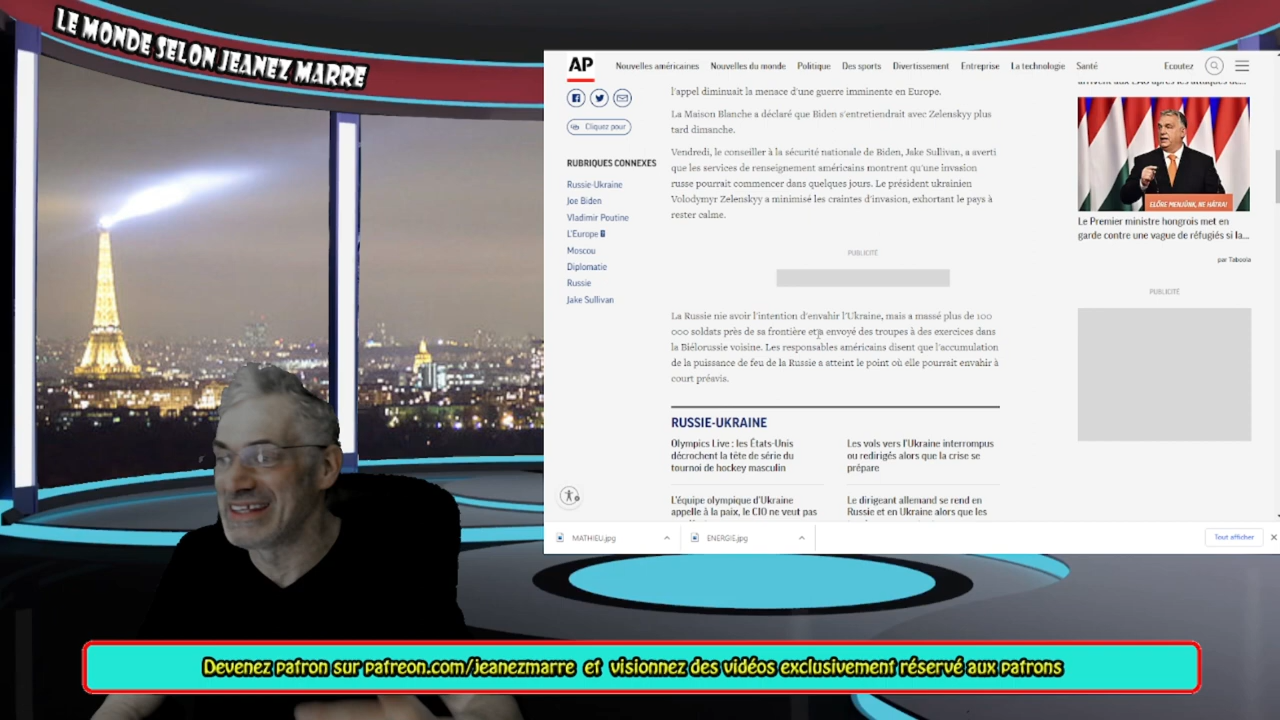 LE MONDE SELON JEANEZ MARRE
AP
Nouvelles américaines Nouvelles du monde Politique Des sports Divertissement Entreprise La technologie Santé Ecoutez
Cliquez pour
RUBRIQUES CONNEXES
Russie-Ukraine
Joe Biden
Vladimir Poutine
L'Europe
Moscou
Diplomatie
Russie
Jake Sullivan
l'appel diminuait la menace d'une guerre imminente en Europe.
La Maison Blanche a déclaré que Biden s'entretiendrait avec Zelenskyy plus
tard dimanche.
Vendredi, le conseiller à la sécurité nationale de Biden, Jake Sullivan, a averti
que les services de renseignement américains montrent qu'une invasion
russe pourrait commencer dans quelques jours. Le président ukrainien
Volodymyr Zelenskyy a minimisé les craintes d'invasion, exhortant le pays à
rester calme.
PUBLICITÉ
La Russie nie avoir l'intention d'envahir l'Ukraine, mais a massé plus de 100
000 soldats près de sa frontière et a envoyé des troupes à des exercices dans
la Biélorussie voisine. Les responsables américains disent que l'accumulation
de la puissance de feu de la Russie a atteint le point où elle pourrait envahir à
court préavis.
RUSSIE-UKRAINE
Olympics Live : les États-Unis
décrochent la tête de série du
tournoi de hockey masculin
Les vols vers l'Ukraine interrompus
ou redirigés alors que la crise se
prépare
L'équipe olympique d'Ukraine
appelle à la paix, le CIO ne veut pas
Le dirigeant allemand se rend en
Russie et en Ukraine alors que les
arrivent aux EAU après les attaques de...
ELŐRE MENJÜNK, NE HÁTRA!
Le Premier ministre hongrois met en
garde contre une vague de réfugiés si la...
par Taboola
PUBLICITÉ
MATHIEU.jpg
ENERGIE.jpg
Tout afficher
Devenez patron sur patreon.com/jeanezmarre et visionnez des vidéos exclusivement réservé aux patrons